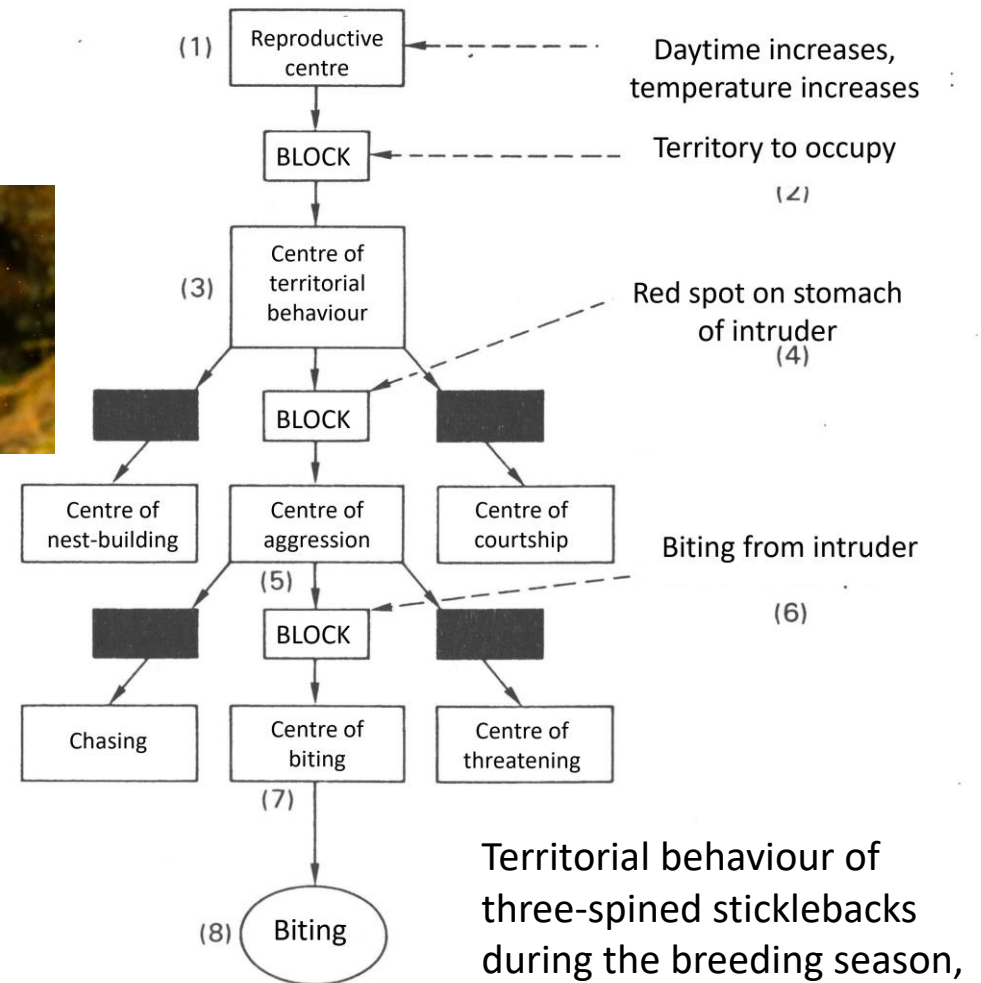 (1)
Reproductive
centre
Daytime increases,
temperature increases
BLOCK
Territory to occupy
(2)
(3)
Centre of
territorial
behaviour
Red spot on stomach
of intruder
(4)
BLOCK
Centre of
nest-building
Centre of
aggression
Centre of
courtship
Biting from intruder
(5)
(6)
BLOCK
Chasing
Centre of
biting
Centre of
threatening
(7)
(8)
Biting
Territorial behaviour of
three-spined sticklebacks
during the breeding season,